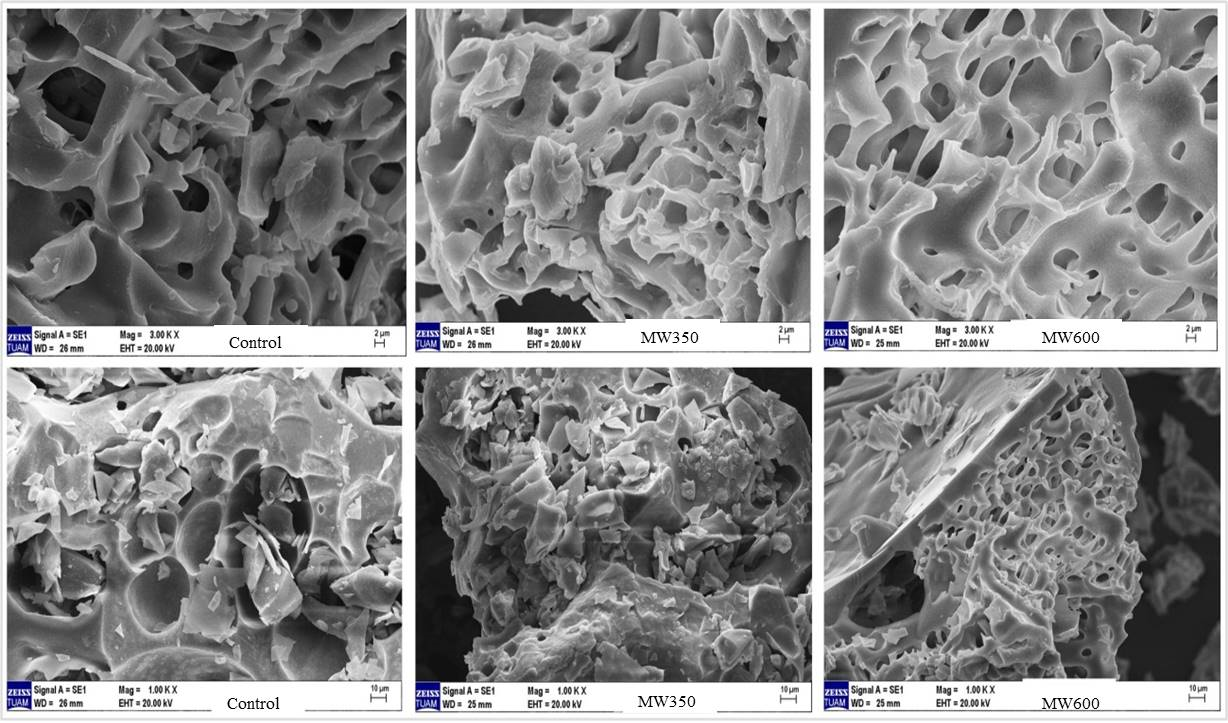 ZEISS Signal A = SE1 Mag = 3.00 K X 2 µm
TUAM WD = 26 mm EHT = 20.00 kV Control
ZEISS Signal A = SE1 Mag = 3.00 K X 2 µm
TUAM WD = 26 mm EHT = 20.00 kV MW350
ZEISS Signal A = SE1 Mag = 3.00 K X 2 µm
TUAM WD = 25 mm EHT = 20.00 kV MW600
ZEISS Signal A = SE1 Mag = 1.00 K X 10 µm
TUAM WD = 26 mm EHT = 20.00 kV Control
ZEISS Signal A = SE1 Mag = 1.00 K X 10 µm
TUAM WD = 25 mm EHT = 20.00 kV MW350
ZEISS Signal A = SE1 Mag = 1.00 K X 10 µm
TUAM WD = 25 mm EHT = 20.00 kV MW600